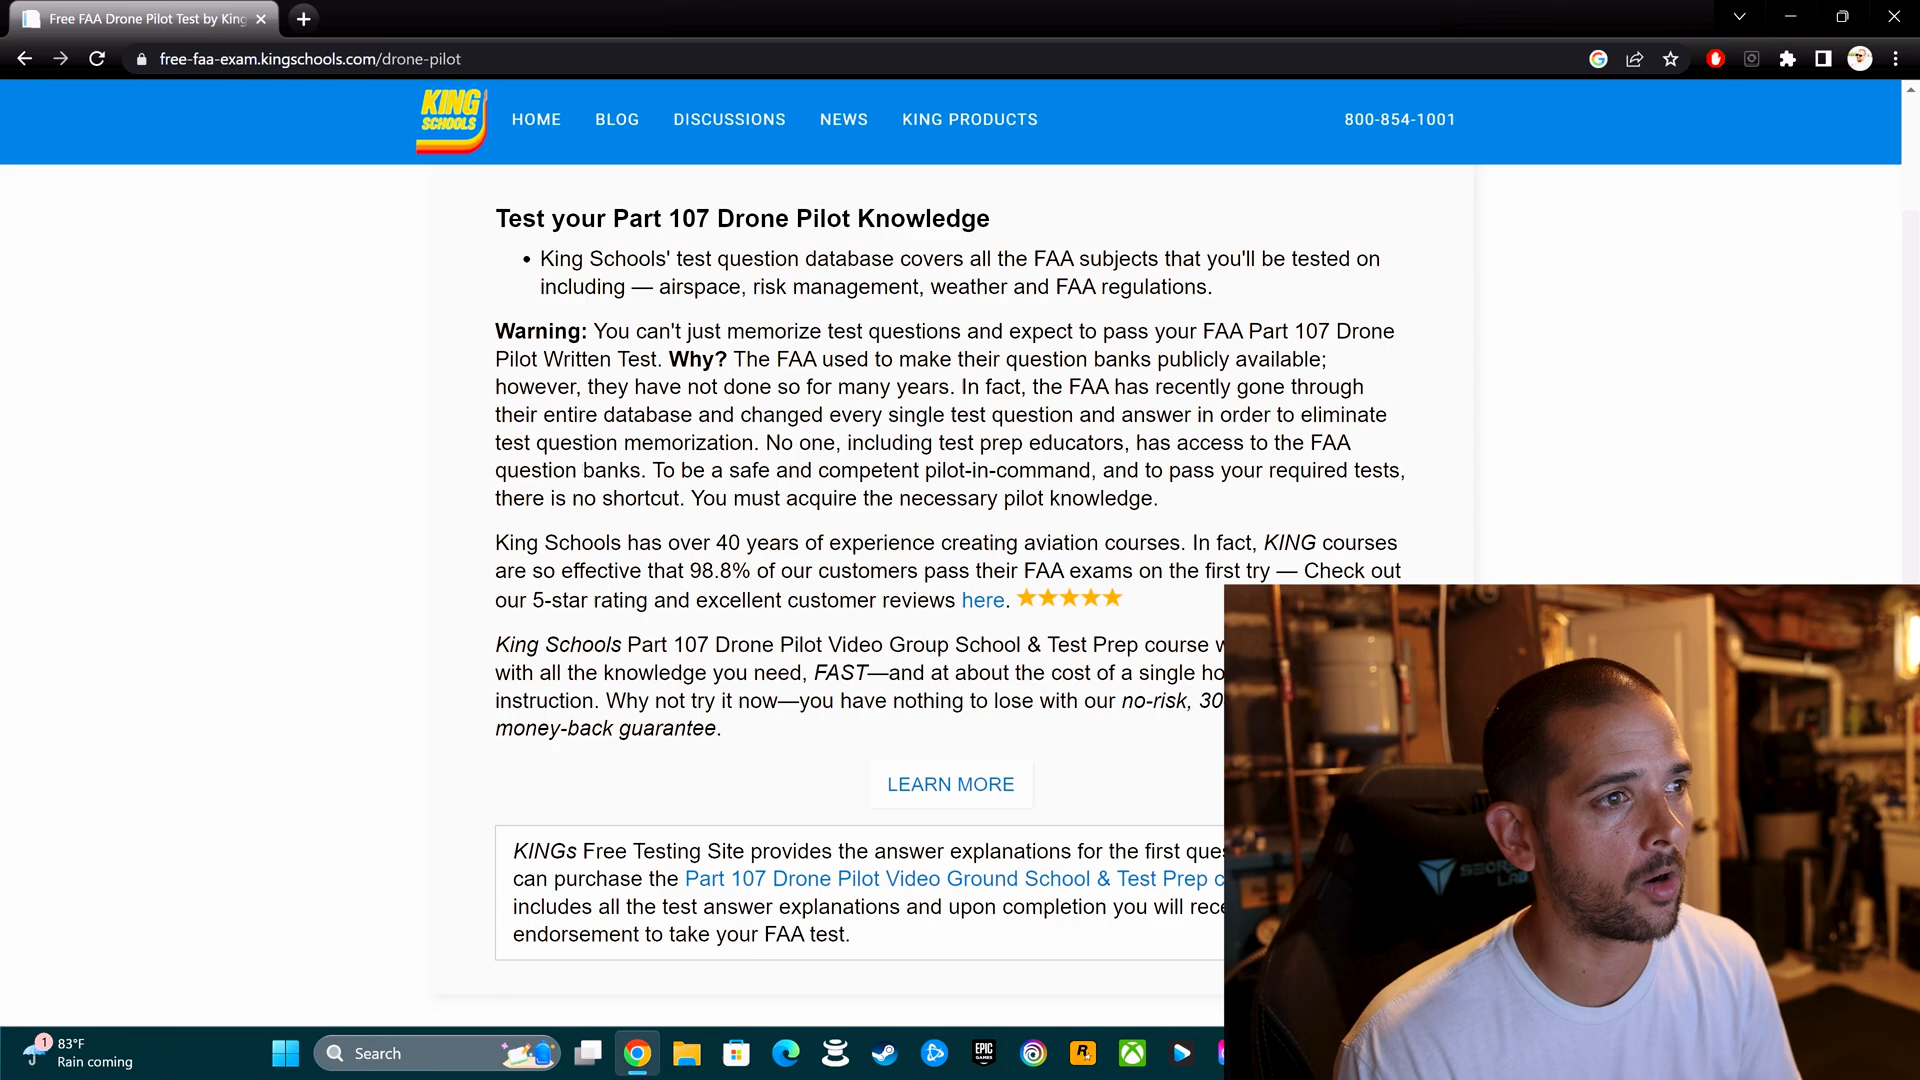 Free FAA Drone Pilot Test by King
free-faa-exam.kingschools.com/drone-pilot
KING
SCHOOLS
HOME BLOG DISCUSSIONS NEWS KING PRODUCTS 800-854-1001
Test your Part 107 Drone Pilot Knowledge
• King Schools' test question database covers all the FAA subjects that you'll be tested on
including — airspace, risk management, weather and FAA regulations.
Warning: You can't just memorize test questions and expect to pass your FAA Part 107 Drone
Pilot Written Test. Why? The FAA used to make their question banks publicly available;
however, they have not done so for many years. In fact, the FAA has recently gone through
their entire database and changed every single test question and answer in order to eliminate
test question memorization. No one, including test prep educators, has access to the FAA
question banks. To be a safe and competent pilot-in-command, and to pass your required tests,
there is no shortcut. You must acquire the necessary pilot knowledge.
King Schools has over 40 years of experience creating aviation courses. In fact, KING courses
are so effective that 98.8% of our customers pass their FAA exams on the first try — Check out
our 5-star rating and excellent customer reviews here. ★★★★★
King Schools Part 107 Drone Pilot Video Group School & Test Prep course
with all the knowledge you need, FAST—and at about the cost of a single
instruction. Why not try it now—you have nothing to lose with our no-risk, 30
money-back guarantee.
LEARN MORE
KINGs Free Testing Site provides the answer explanations for the first
can purchase the Part 107 Drone Pilot Video Ground School & Test Prep
includes all the test answer explanations and upon completion you will
endorsement to take your FAA test.
SECRET
LAB
1
83°F
Rain coming
Search
EPIC
GAMES
R